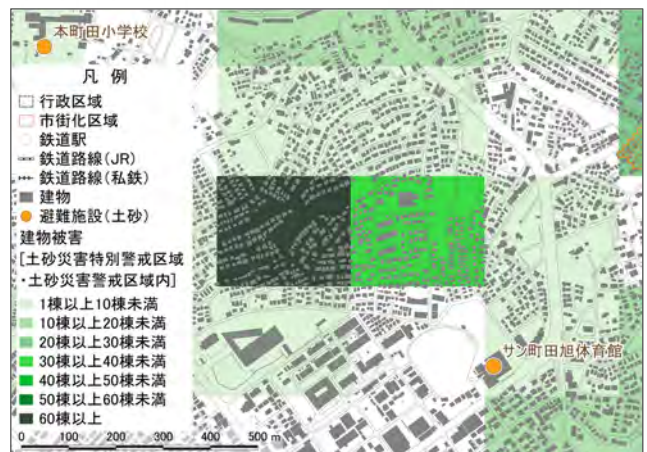 本町田小学校
凡 例
行政区域
市街化区域
鉄道駅
鉄道路線(JR)
鉄道路線(私鉄)
建物
避難施設(土砂)
建物被害
[土砂災害特別警戒区域
・土砂災害警戒区域内]
1棟以上10棟未満
10棟以上20棟未満
20棟以上30棟未満
30棟以上40棟未満
40棟以上50棟未満
50棟以上60棟未満
60棟以上
0 100 200 300 400 500 m
サン町田旭体育館